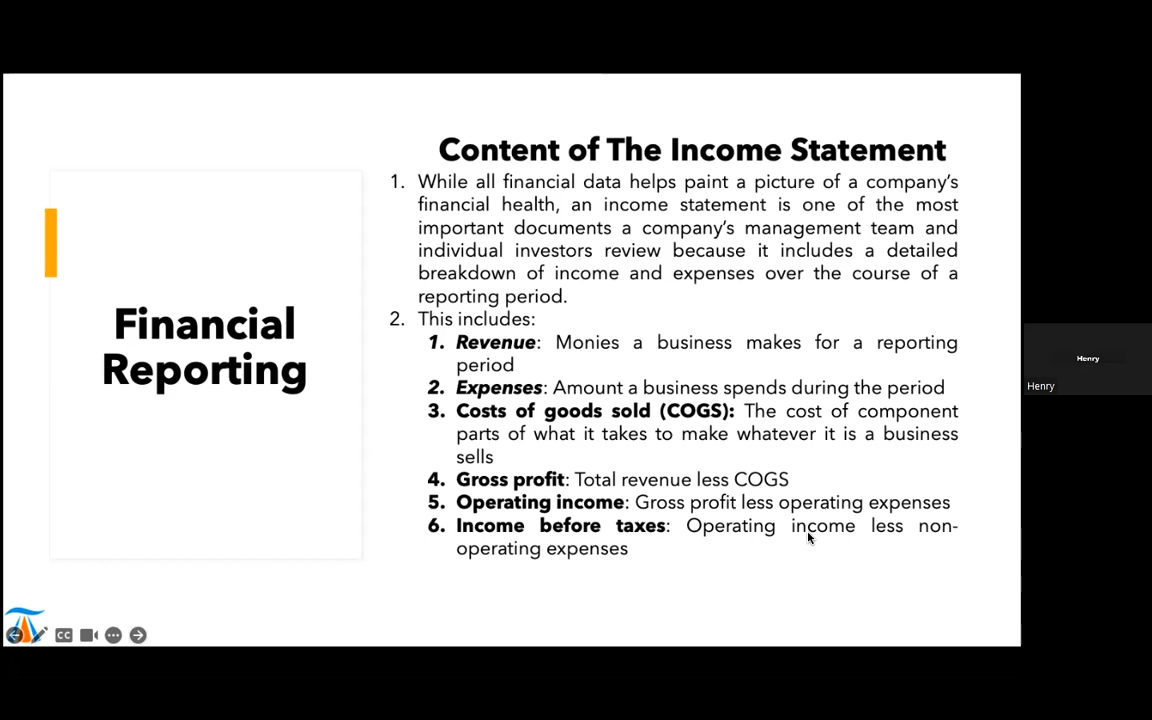 Content of The Income Statement
1. While all financial data helps paint a picture of a company's
financial health, an income statement is one of the most
important documents a company's management team and
individual investors review because it includes a detailed
breakdown of income and expenses over the course of a
reporting period.
2. This includes:
1. Revenue: Monies a business makes for a reporting
period
2. Expenses: Amount a business spends during the period
3. Costs of goods sold (COGS): The cost of component
parts of what it takes to make whatever it is a business
sells
4. Gross profit: Total revenue less COGS
5. Operating income: Gross profit less operating expenses
6. Income before taxes: Operating income less non-
operating expenses
Financial
Reporting
Henry
Henry
CC